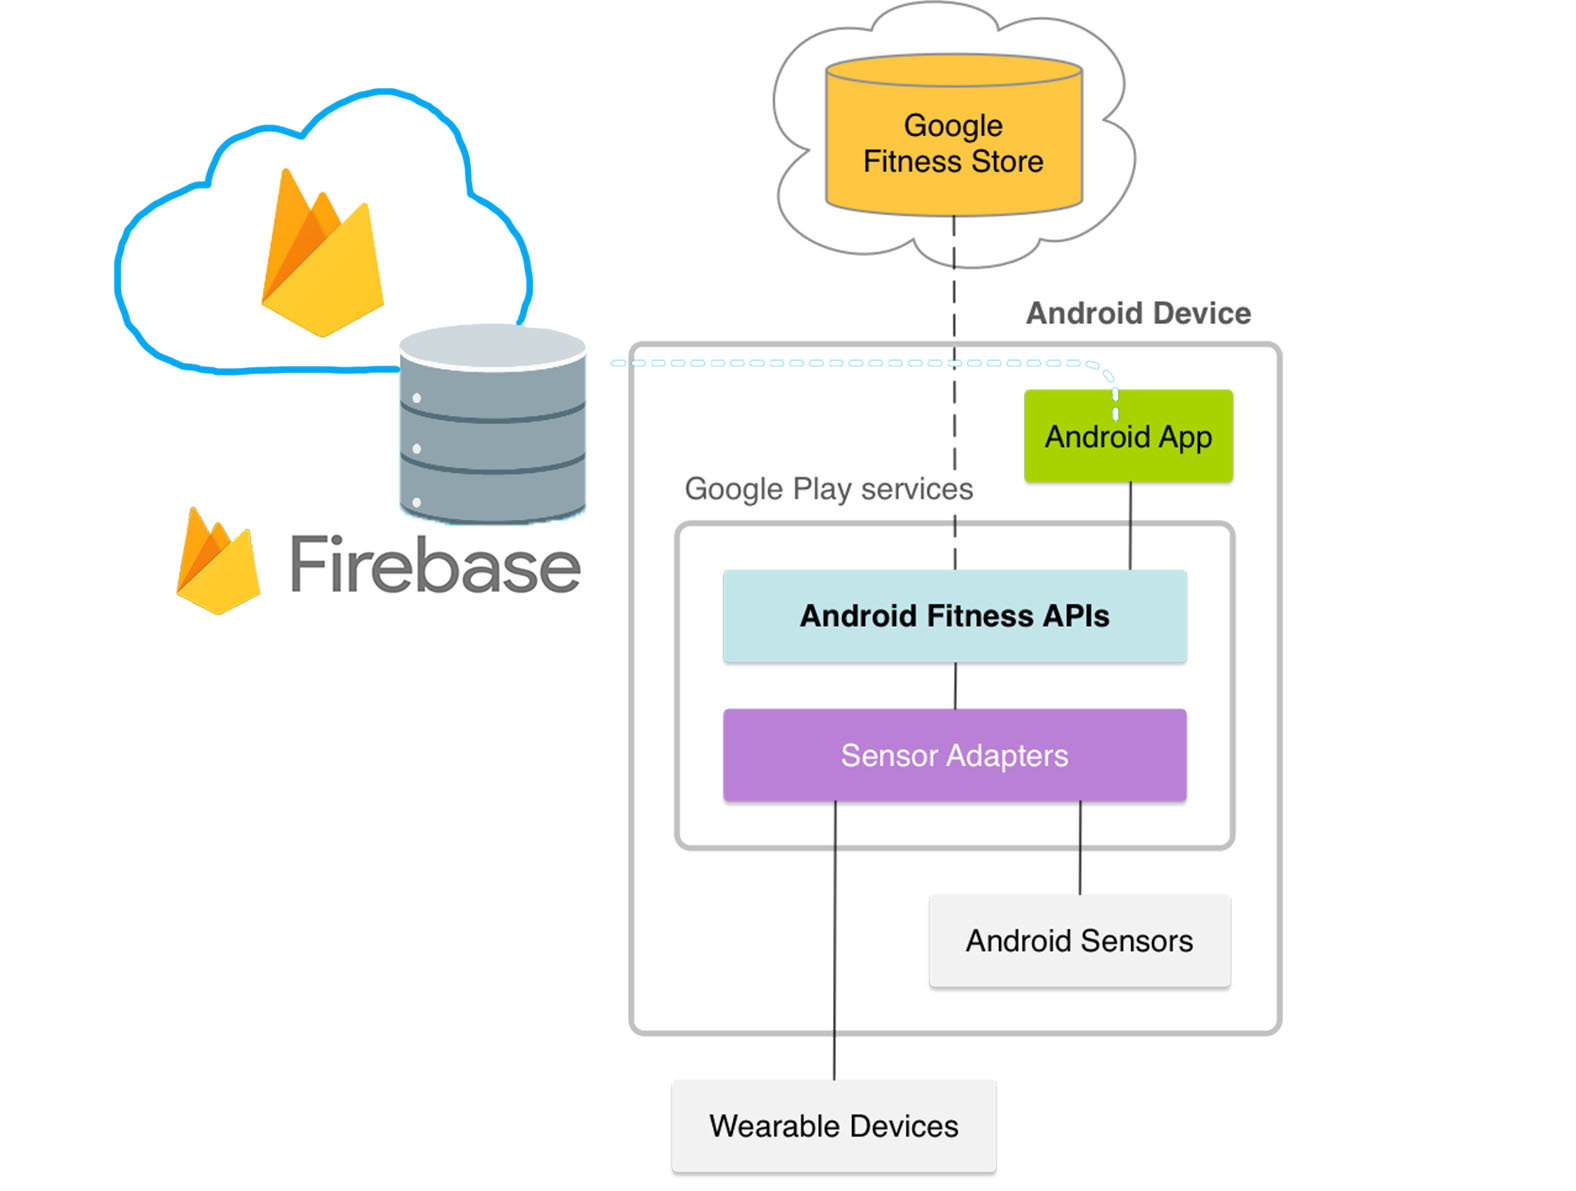 Google
Fitness Store
Android Device
Android App
Google Play services
Firebase
Android Fitness APIs
Sensor Adapters
Android Sensors
Wearable Devices